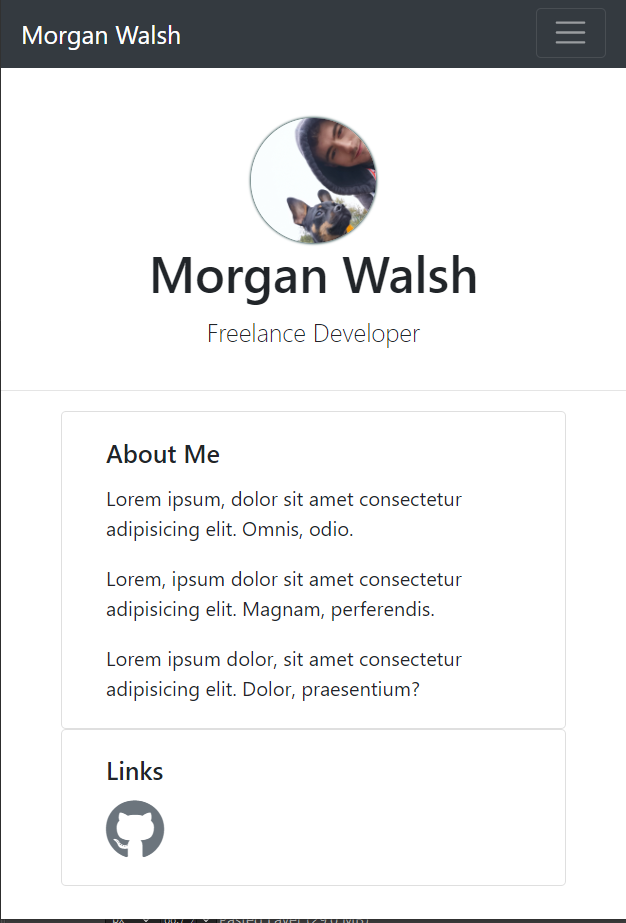 Morgan Walsh
Morgan Walsh
Freelance Developer
About Me
Lorem ipsum, dolor sit amet consectetur
adipisicing elit. Omnis, odio.
Lorem, ipsum dolor sit amet consectetur
adipisicing elit. Magnam, perferendis.
Lorem ipsum dolor, sit amet consectetur
adipisicing elit. Dolor, praesentium?
Links